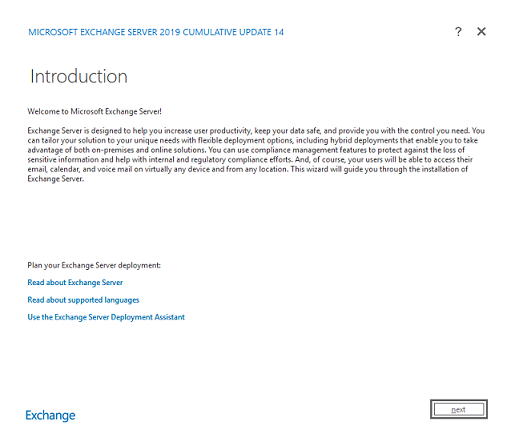 MICROSOFT EXCHANGE SERVER 2019 CUMULATIVE UPDATE 14
?
Introduction
Welcome to Microsoft Exchange Server!
Exchange Server is designed to help you increase user productivity, keep your data safe, and provide you with the control you need. You
can tailor your solution to your unique needs with flexible deployment options, including hybrid deployments that enable you to take
advantage of both on-premises and online solutions. You can use compliance management features to protect against the loss of
sensitive information and help with internal and regulatory compliance efforts. And, of course, your users will be able to access their
email, calendar, and voice mail on virtually any device and from any location. This wizard will guide you through the installation of
Exchange Server.
Plan your Exchange Server deployment:
Read about Exchange Server
Read about supported languages
Use the Exchange Server Deployment Assistant
Exchange
next